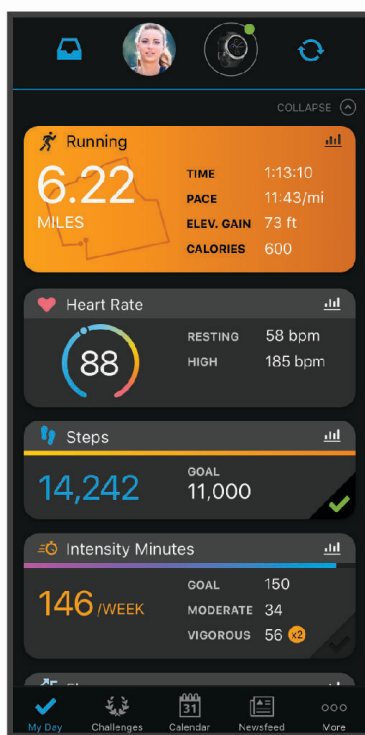 COLLAPSE
Running
6.22
MILES
TIME 1:13:10
PACE 11:43/mi
ELEV. GAIN 73 ft
CALORIES 600
Heart Rate
88
RESTING 58 bpm
HIGH 185 bpm
Steps
14,242
GOAL
11,000
Intensity Minutes
146 /WEEK
GOAL 150
MODERATE 34
VIGOROUS 56 x2
31
My Day Challenges Calendar Newsfeed More